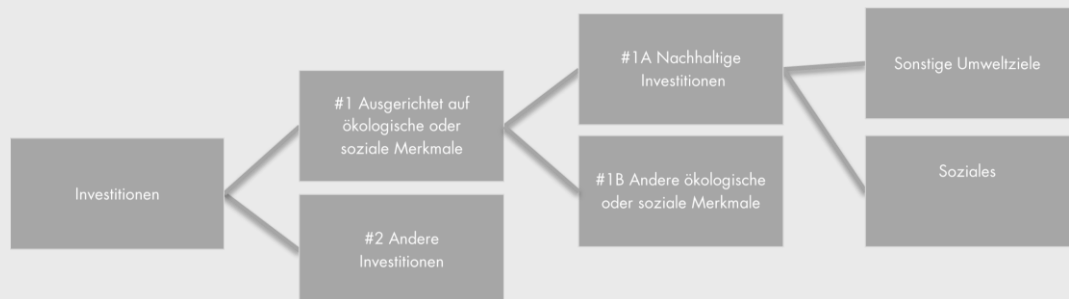 Investitionen
#1 Ausgerichtet auf
ökologische oder
soziale Merkmale
#2 Andere
Investitionen
#1A Nachhaltige
Investitionen
#1B Andere ökologische
oder soziale Merkmale
Sonstige Umweltziele
Soziales